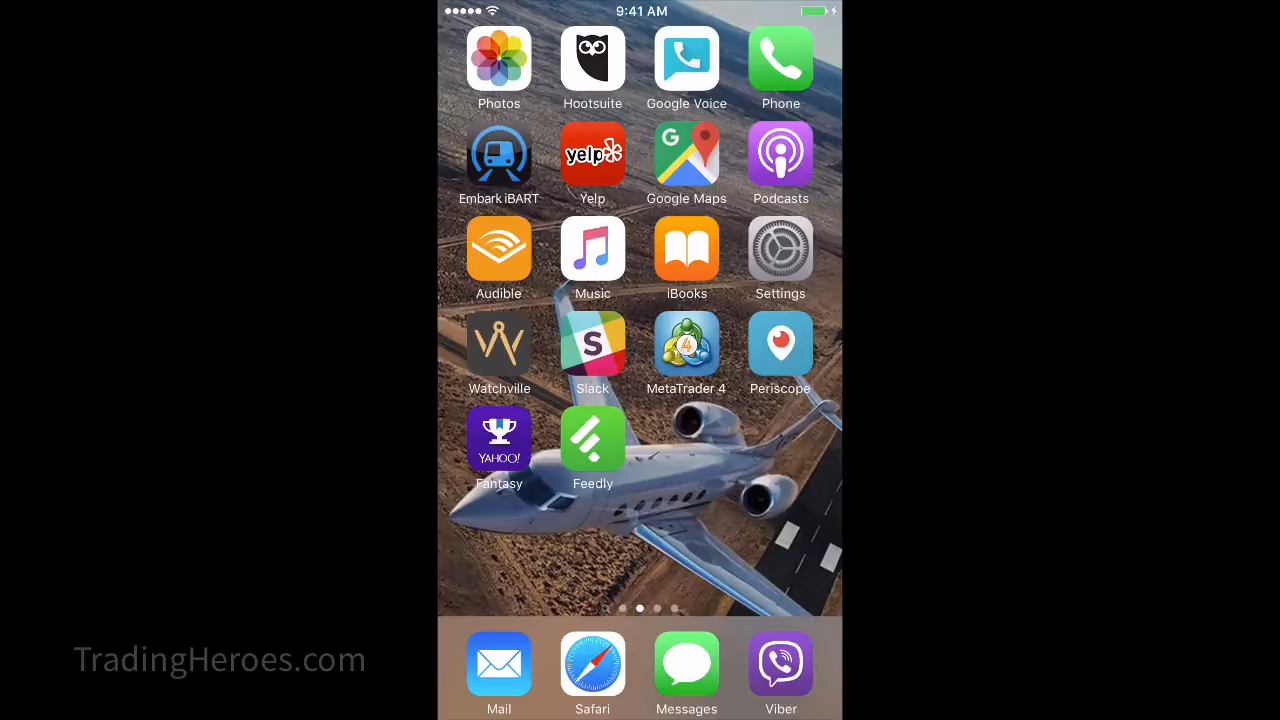 9:41 AM
Photos Hootsuite Google Voice Phone
yelp G
Embark iBART Yelp Google Maps Podcasts
Audible Music iBooks Settings
S 4
Watchville Slack MetaTrader 4 Periscope
YAHOO!
Fantasy Feedly
TradingHeroes.com
Mail Safari Messages Viber